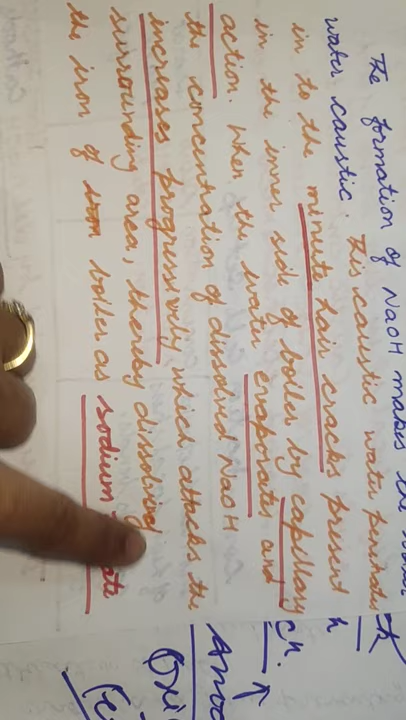 The formation of NaOH makes the
water caustic. This caustic water
in to the minute hair cracks present
in the inner side of boiler by capillary
action. When the water evaporates and
the concentration of dissolved NaOH
increases progressively, which attacks the
surrounding area, thereby dissolving
the iron of boiler as sodium
ch.